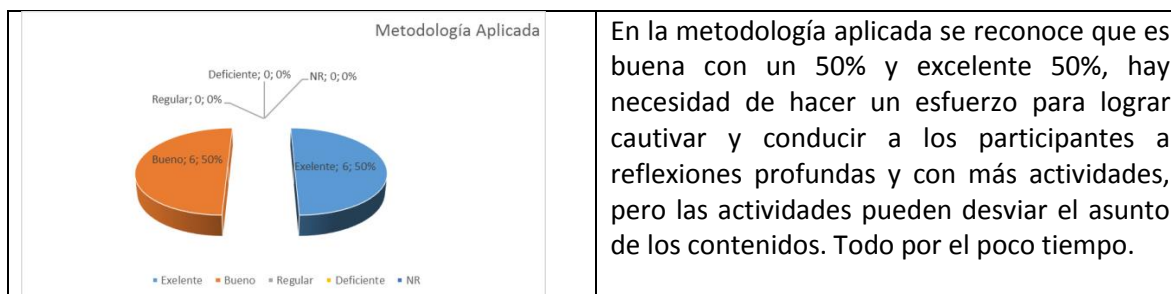 Metodología Aplicada
Deficiente; 0; 0%
NR; 0; 0%
Regular; 0; 0%
Bueno; 6; 50%
Exelente; 6; 50%
Exelente Bueno Regular Deficiente NR
En la metodología aplicada se reconoce que es
buena con un 50% y excelente 50%, hay
necesidad de hacer un esfuerzo para lograr
cautivar y conducir a los participantes a
reflexiones profundas y con más actividades,
pero las actividades pueden desviar el asunto
de los contenidos. Todo por el poco tiempo.